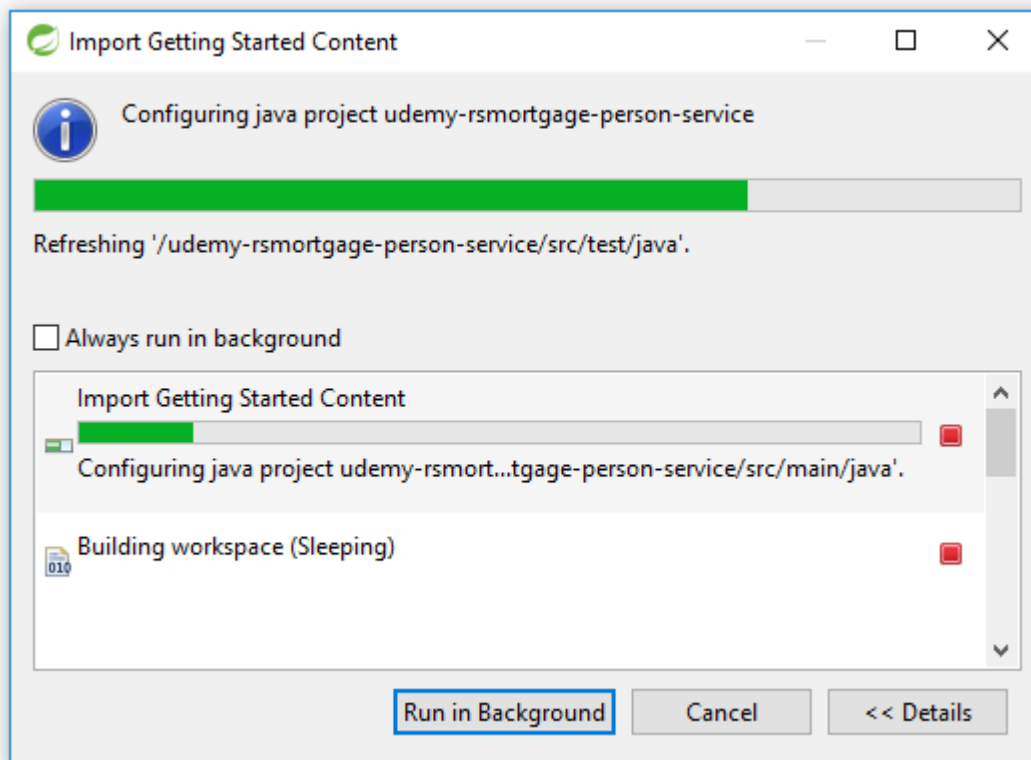 Import Getting Started Content
Configuring java project udemy-rsmortgage-person-service
Refreshing '/udemy-rsmortgage-person-service/src/test/java'.
Always run in background
Import Getting Started Content
Configuring java project udemy-rsmort...tgage-person-service/src/main/java'.
010
Building workspace (Sleeping)
Run in Background
Cancel
<< Details